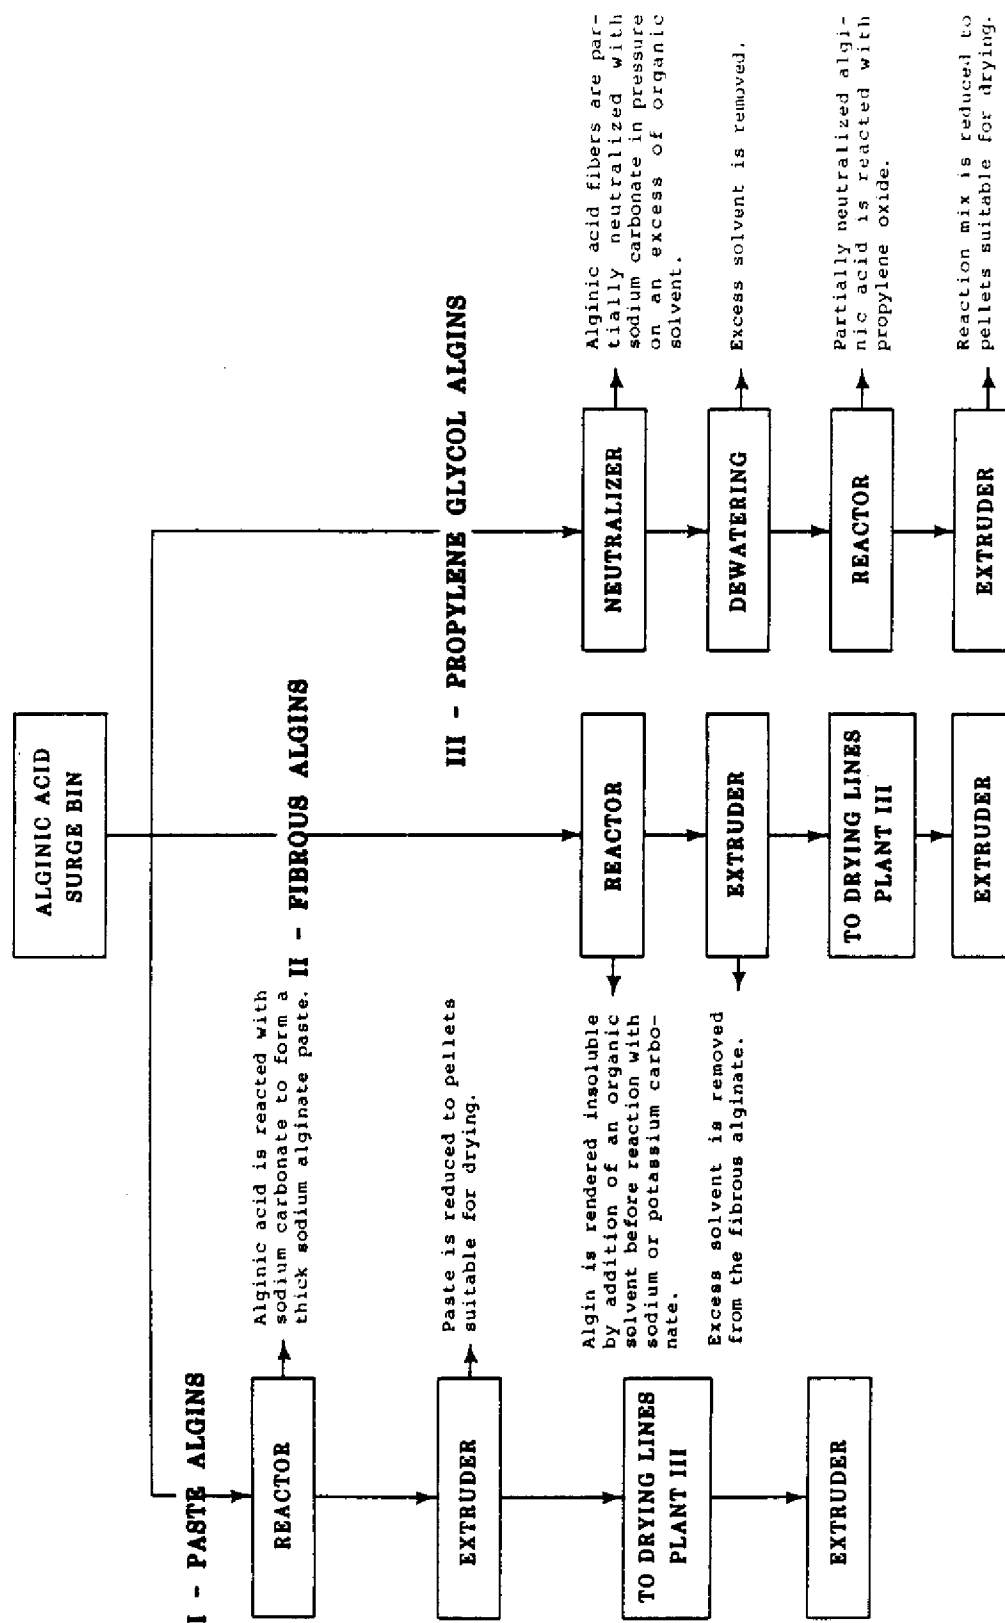 ALGINIC ACID
SURGE BIN
I - PASTE ALGINS
REACTOR
Alginic acid is reacted with
sodium carbonate to form a
thick sodium alginate paste.
EXTRUDER
Paste is reduced to pellets
suitable for drying.
TO DRYING LINES
PLANT III
EXTRUDER
II - FIBROUS ALGINS
REACTOR
Algin is rendered insoluble
by addition of an organic
solvent before reaction with
sodium or potassium carbo-
nate.
EXTRUDER
Excess solvent is removed
from the fibrous alginate.
TO DRYING LINES
PLANT III
EXTRUDER
III - PROPYLENE GLYCOL ALGINS
NEUTRALIZER
Alginic acid fibers are par-
tially neutralized with
sodium carbonate in pressure
on an excess of organic
solvent.
DEWATERING
Excess solvent is removed.
REACTOR
Partially neutralized algi-
nic acid is reacted with
propylene oxide.
EXTRUDER
Reaction mix is reduced to
pellets suitable for drying.